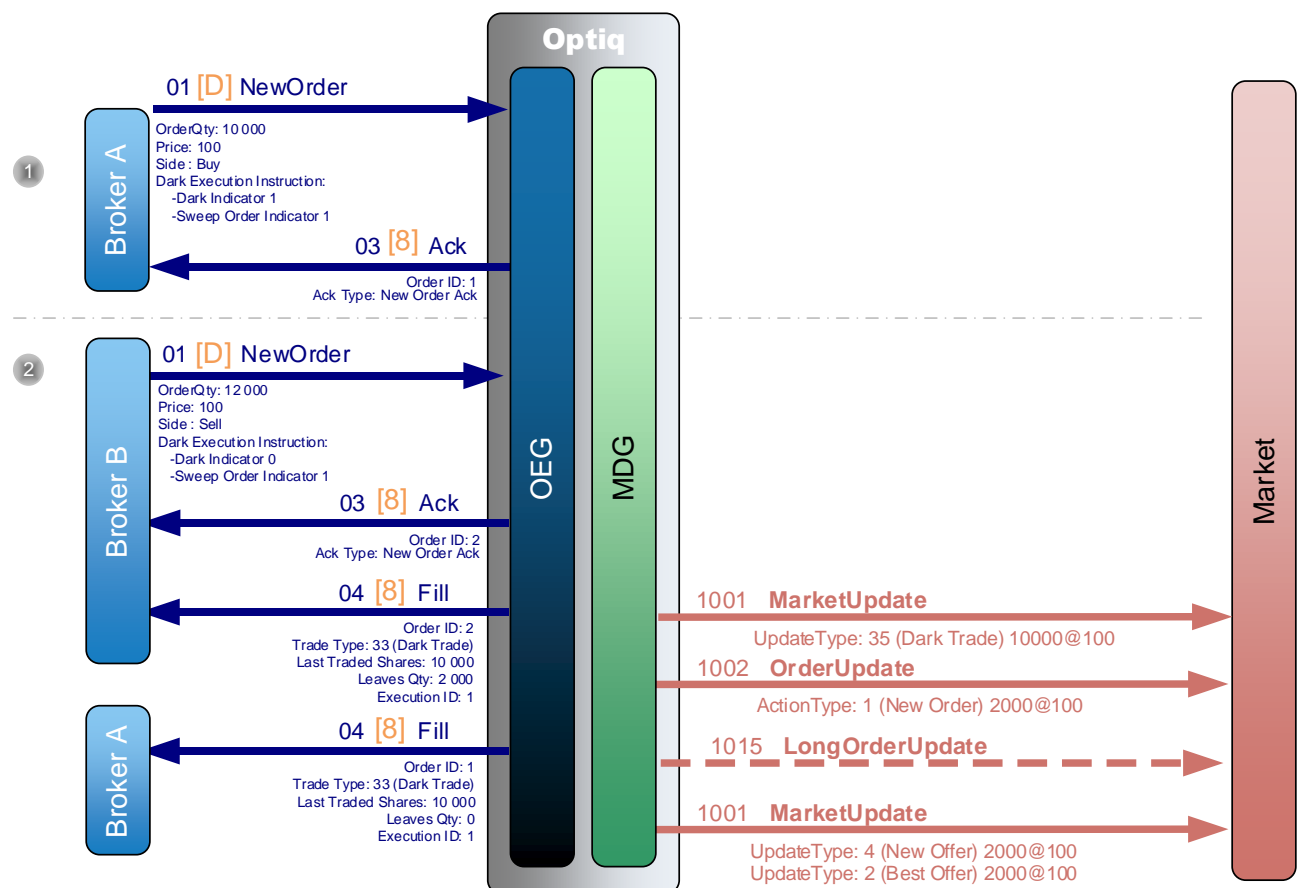 Optiq
01 [D] NewOrder
OrderQty: 10 000
Price: 100
Side : Buy
Dark Execution Instruction:
-Dark Indicator 1
-Sweep Order Indicator 1
1
Broker A
03 [8] Ack
Order ID: 1
Ack Type: New Order Ack
2
01 [D] NewOrder
OrderQty: 12 000
Price: 100
Side : Sell
Dark Execution Instruction:
-Dark Indicator 0
-Sweep Order Indicator 1
Broker B
OEG
MDG
Market
03 [8] Ack
Order ID: 2
Ack Type: New Order Ack
04 [8] Fill
Order ID: 2
Trade Type: 33 (Dark Trade)
Last Traded Shares: 10 000
Leaves Qty: 2 000
Execution ID: 1
1001 MarketUpdate
UpdateType: 35 (Dark Trade) 10000@100
1002 OrderUpdate
ActionType: 1 (New Order) 2000@100
Broker A
04 [8] Fill
Order ID: 1
Trade Type: 33 (Dark Trade)
Last Traded Shares: 10 000
Leaves Qty: 0
Execution ID: 1
1015 LongOrderUpdate
1001 MarketUpdate
UpdateType: 4 (New Offer) 2000@100
UpdateType: 2 (Best Offer) 2000@100